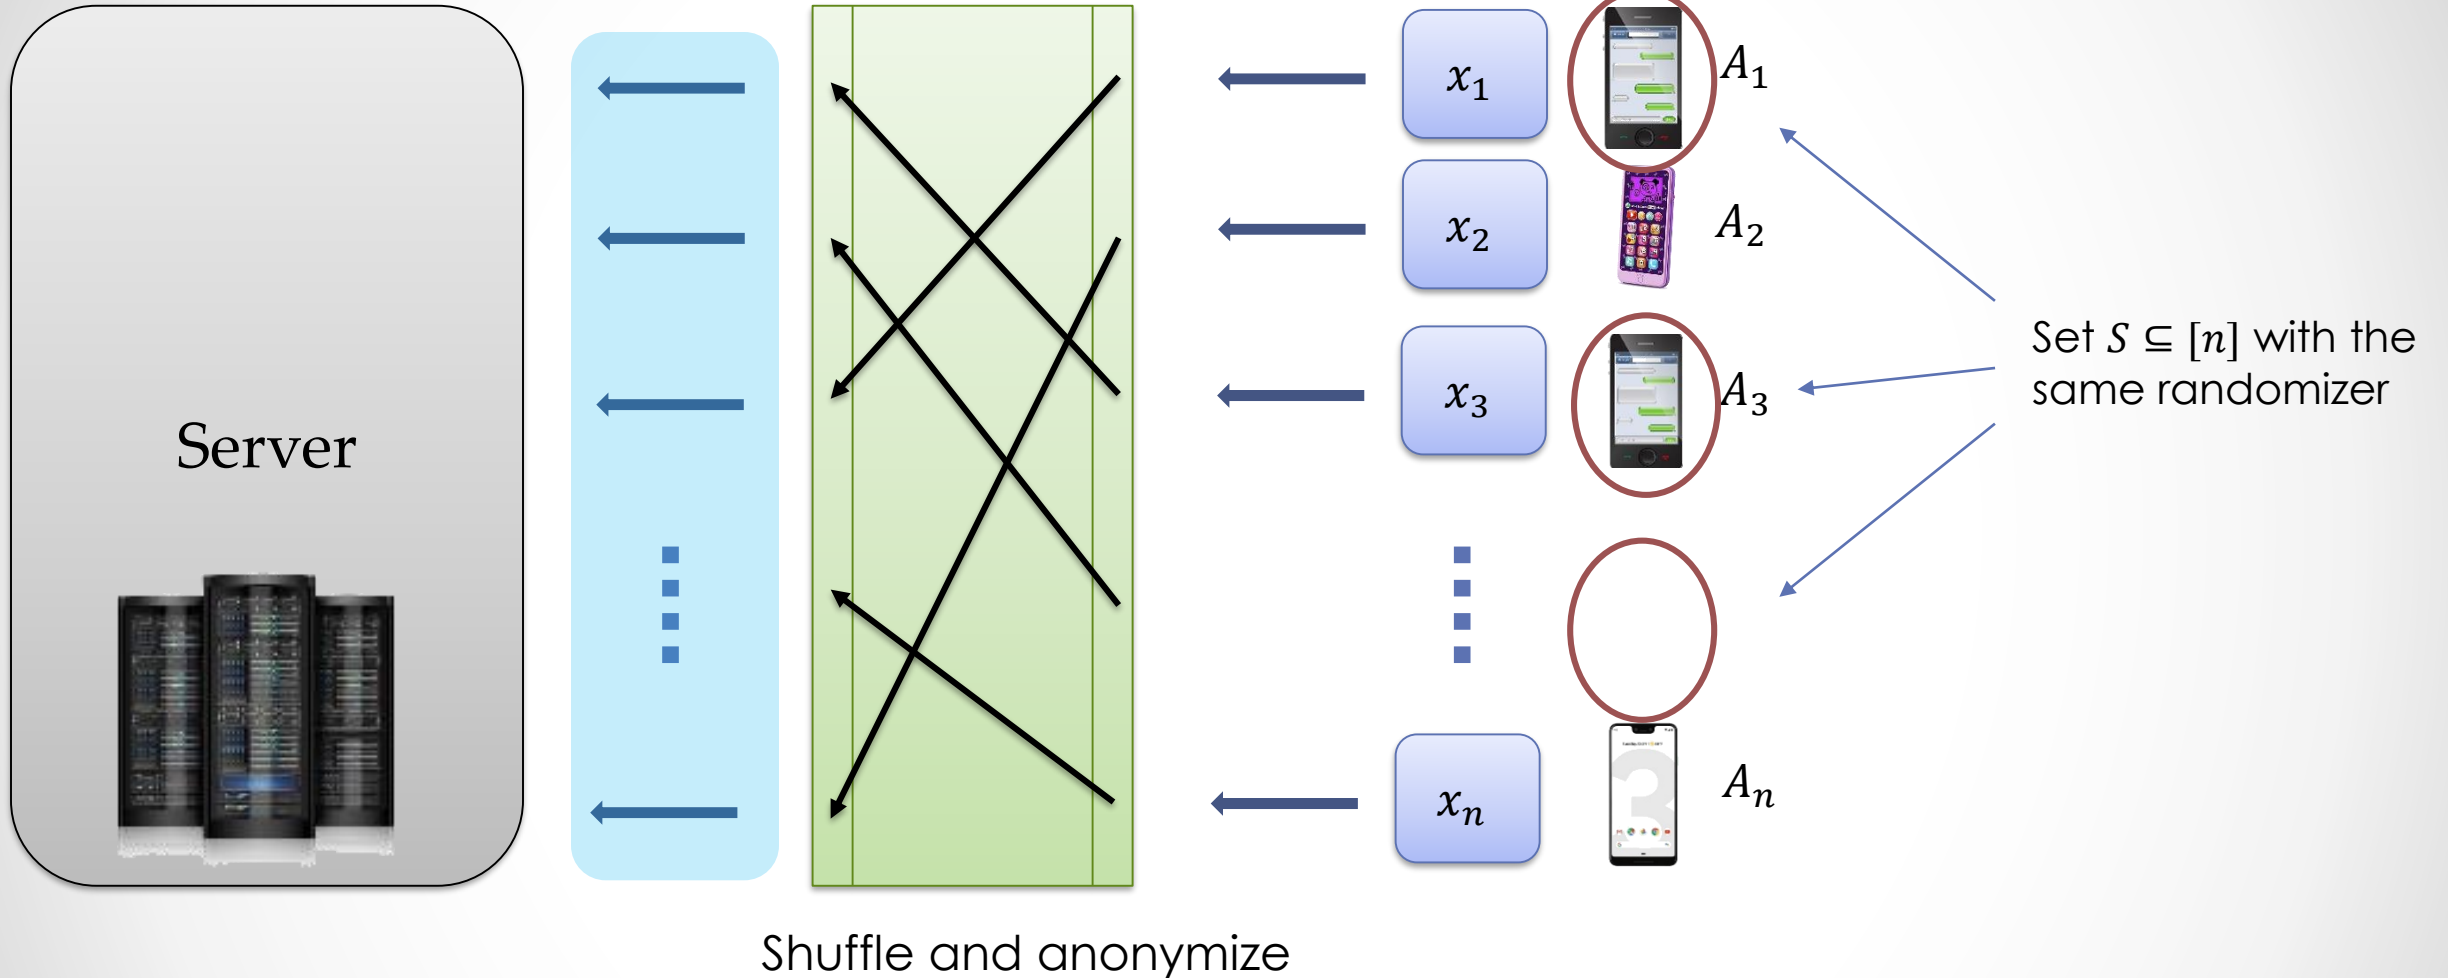 x₁
A₁
x₂
A₂
Set S ⊆ [n] with the
same randomizer
x₃
A₃
Server
xₙ
Aₙ
Shuffle and anonymize